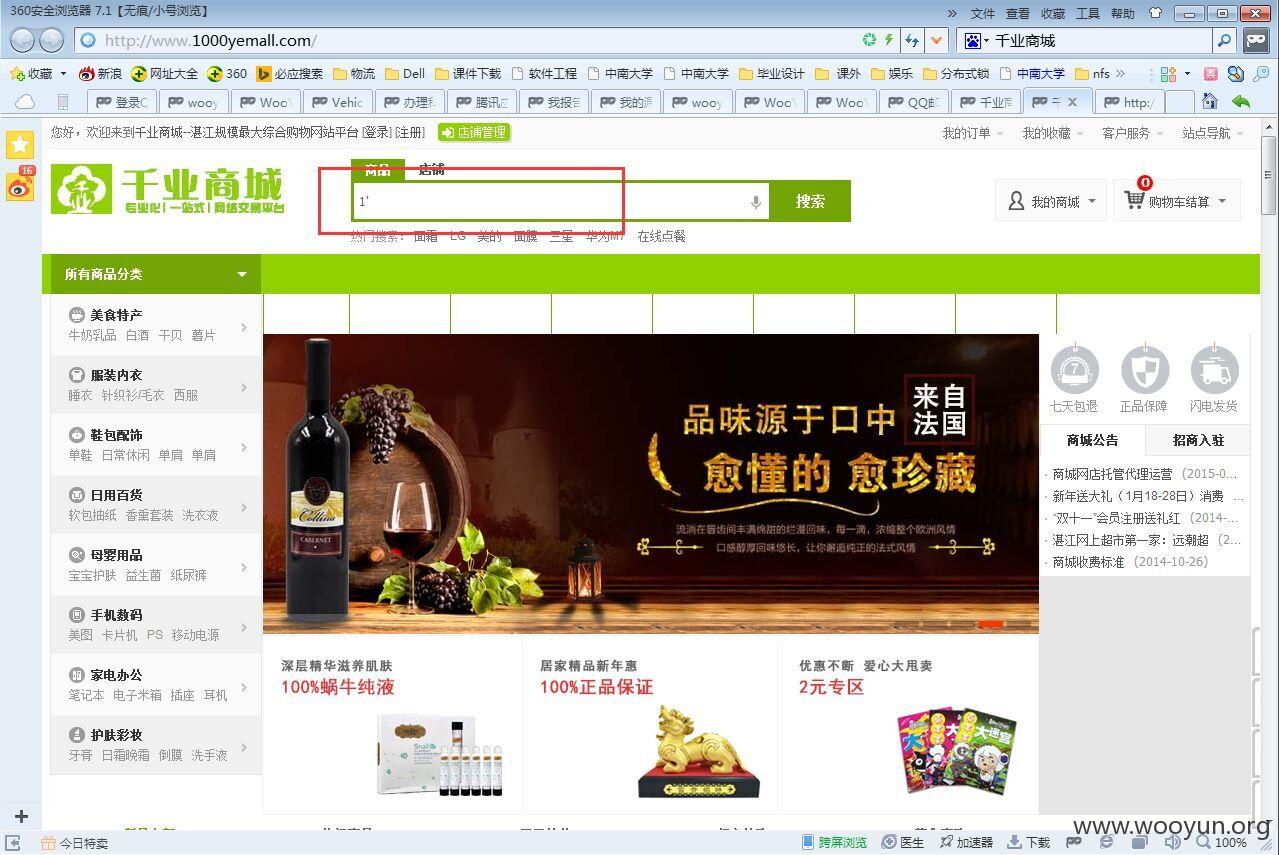 360安全浏览器 7.1【无痕/小号浏览】
» 文件 查看 收藏 工具 帮助
http://www.1000yemall.com/
千业商城
收藏 新浪 网址大全 360 必应搜索 物流 Dell 课件下载 软件工程 中南大学 中南大学 毕业设计 课外 娱乐 分布式锁 中南大学 nfs »
登录 wooy Woo Vehic 办理 腾讯 我报 我的 wooy Woo Woo QQ邮 千业 千 × http:/
您好，欢迎来到千业商城--湛江规模最大综合购物网站平台 [登录] [注册] 店铺管理
我的订单 我的收藏 客户服务 站点导航
16
千业商城
专业化|一站式|网络交易平台
商品 店铺
1'
搜索
我的商城
0
购物车结算
热门搜索： 面霜 LG 美的 面膜 三星 华为M7 在线点餐
所有商品分类
美食特产
牛奶乳品 白酒 干贝 薯片
服装内衣
睡衣 针织衫/毛衣 西服
鞋包配饰
单鞋 日常休闲 单肩 单肩
日用百货
软包抽纸 香熏套装 洗衣液
母婴用品
宝宝护肤 益生菌 纸尿裤
手机数码
美图 卡片机 PS 移动电源
家电办公
笔记本 电子米箱 插座 耳机
护肤彩妆
牙膏 日霜晚霜 倒膜 洗手液
Collina
CABERNET
品味源于口中
来自
法国
愈懂的 愈珍藏
流淌在唇齿间丰满绵甜的烂漫回味，每一滴，浓缩整个欧洲风情
口感醇厚回味悠长，让你邂逅纯正的法式风情
7
七天包退 正品保障 闪电发货
商城公告 招商入驻
· 商城网店托管代理运营 (2015-0...
· 新年送大礼（1月18-28日）消费 ...
· “双十一”会员注册送礼红 (2014-...
· 湛江网上超市第一家：远潮超 (2...
· 商城收费标准 (2014-10-26)
深层精华滋养肌肤
100%蜗牛纯液
Snail
居家精品新年惠
100%正品保证
优惠不断 爱心大甩卖
2元专区
大迷宫
www.wooyun.org
今日特卖
跨屏浏览 医生 加速器 下载 100%